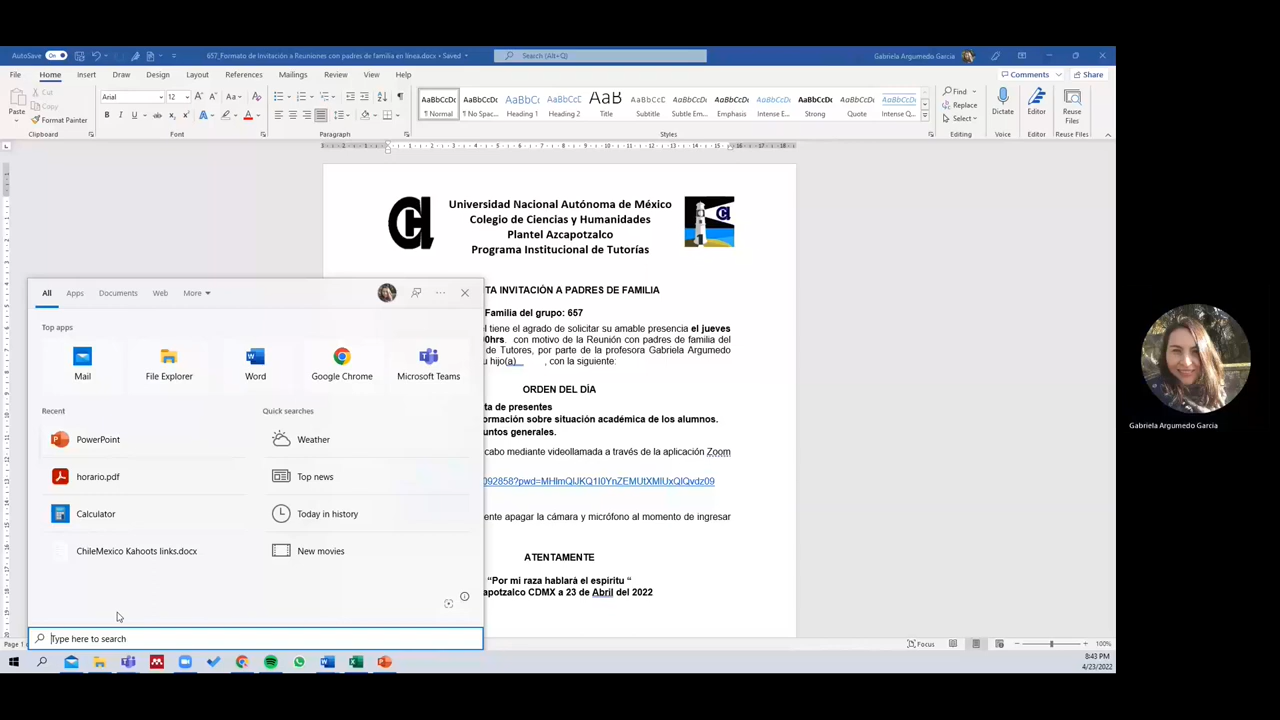 AutoSave On
657_Formato de Invitación a Reuniones con padres de familia en línea.docx • Saved
Search (Alt+Q)
Gabriela Argumedo Garcia
File Home Insert Draw Design Layout References Mailings Review View Help
Comments Share
Paste
Cut
Copy
Format Painter
Clipboard
Arial 12
Font
Paragraph
AaBbCcDc AaBbCcDc AaBbCc AaBbCcD AaB AaBbCcD AaBbCcDc AaBbCcDc AaBbCcDc AaBbCcDc AaBbCcDc AaBbCcDc
¶ Normal ¶ No Spac... Heading 1 Heading 2 Title Subtitle Subtle Em... Emphasis Intense E... Strong Quote Intense Q...
Styles
Find
Replace
Select
Editing
Dictate
Voice
Editor
Editor
Reuse Files
Reuse Files
Universidad Nacional Autónoma de México
Colegio de Ciencias y Humanidades
Plantel Azcapotzalco
Programa Institucional de Tutorías
TA INVITACIÓN A PADRES DE FAMILIA
Familia del grupo: 657
l tiene el agrado de solicitar su amable presencia el jueves
0hrs. con motivo de la Reunión con padres de familia del
de Tutores, por parte de la profesora Gabriela Argumedo
u hijo(a) , con la siguiente:
ORDEN DEL DÍA
ta de presentes
formación sobre situación académica de los alumnos.
untos generales.
cabo mediante videollamada a través de la aplicación Zoom
ente apagar la cámara y micrófono al momento de ingresar
ATENTAMENTE
"Por mi raza hablará el espíritu "
capotzalco CDMX a 23 de Abril del 2022
All Apps Documents Web More
Top apps
Mail File Explorer Word Google Chrome Microsoft Teams
Recent
PowerPoint
horario.pdf
Calculator
ChileMexico Kahoots links.docx
Quick searches
Weather
Top news
Today in history
New movies
Type here to search
Page 1
Focus
100%
8:43 PM
4/23/2022
Gabriela Argumedo Garcia